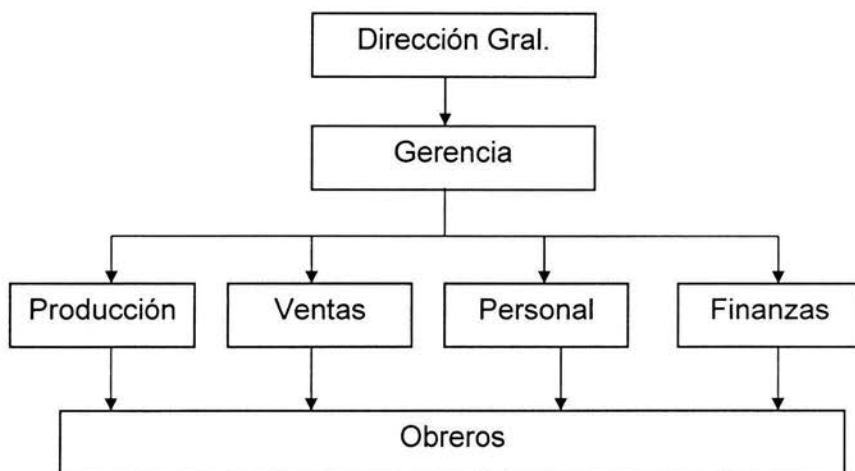 Dirección Gral.
Gerencia
Producción
Ventas
Personal
Finanzas
Obreros